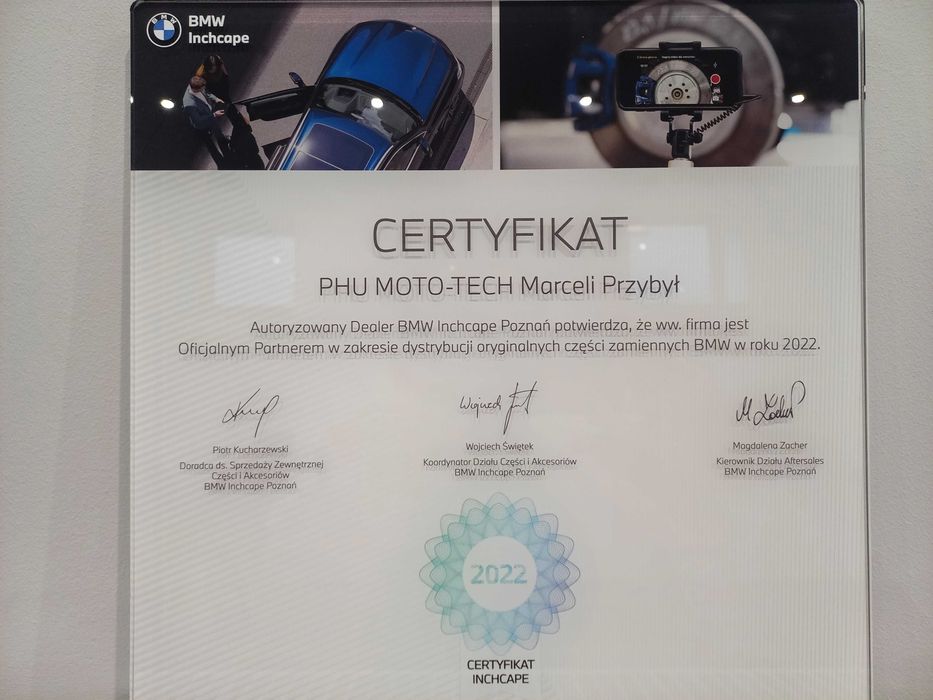 BMW
Inchcape
CERTYFIKAT
PHU MOTO-TECH Marceli Przybył
Autoryzowany Dealer BMW Inchcape Poznań potwierdza, że ww. firma jest
Oficjalnym Partnerem w zakresie dystrybucji oryginalnych części zamiennych BMW w roku 2022.
Piotr Kucharzewski
Doradca ds. Sprzedaży Zewnętrznej
Części i Akcesoriów
BMW Inchcape Poznań
Wojciech Świętek
Koordynator Działu Części i Akcesoriów
BMW Inchcape Poznań
Magdalena Zacher
Kierownik Działu Aftersales
BMW Inchcape Poznań
2022
CERTYFIKAT
INCHCAPE